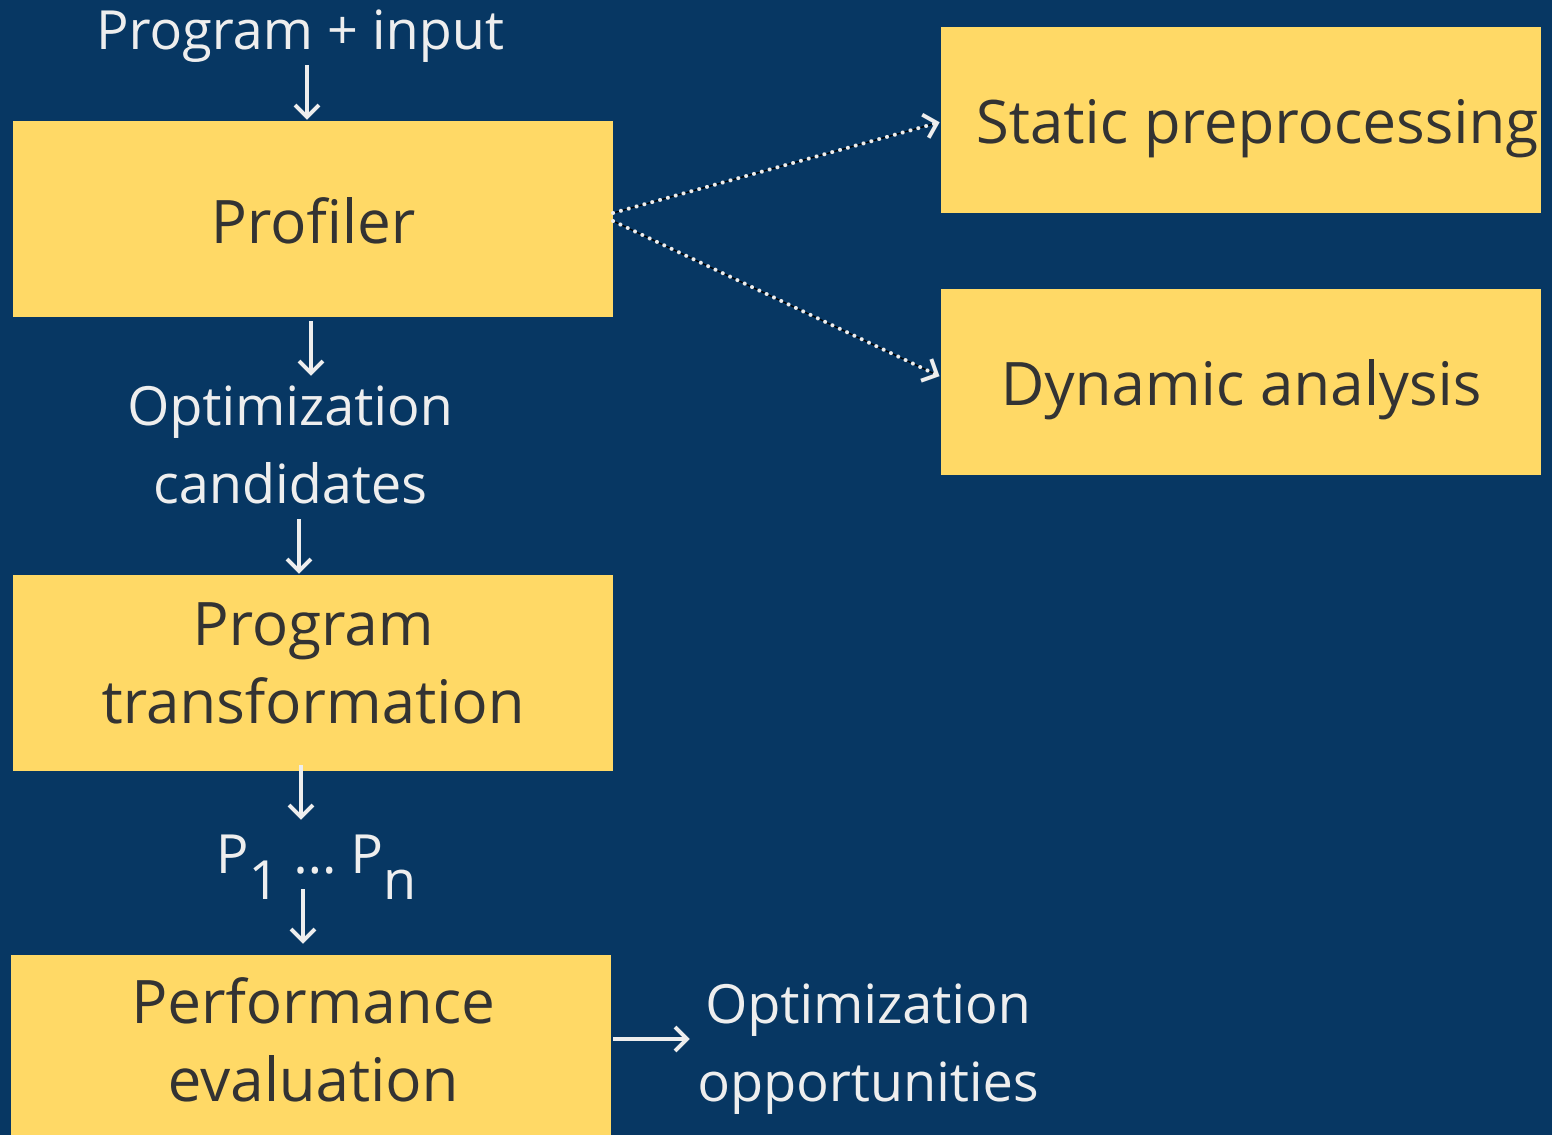 Program + input
Profiler
Static preprocessing
Dynamic analysis
Optimization
candidates
Program
transformation
P1 ... Pn
Performance
evaluation
Optimization
opportunities